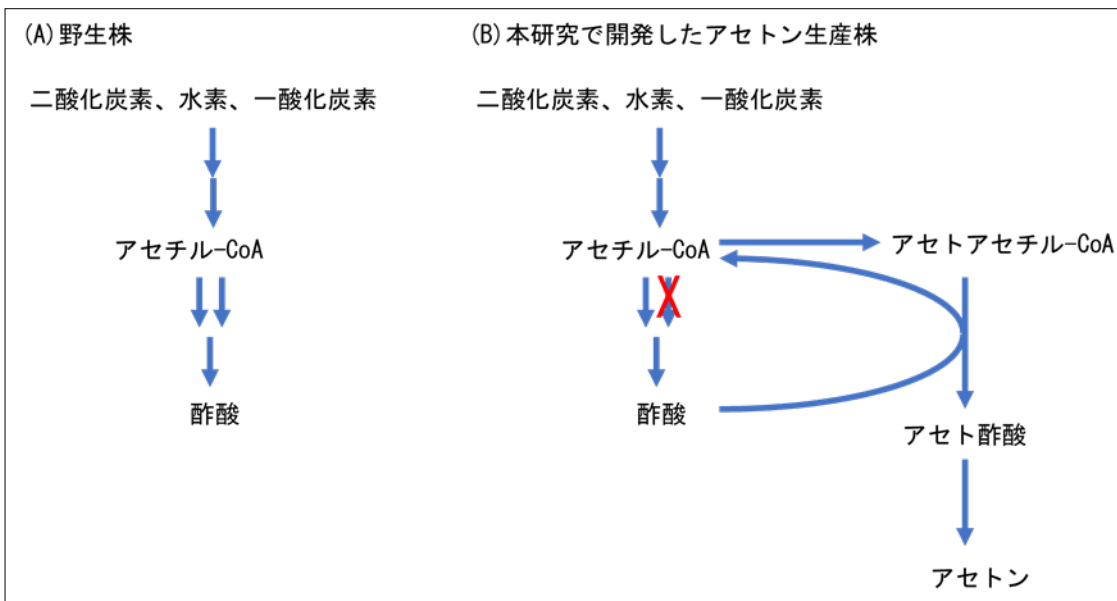 (A)野生株
二酸化炭素、水素、一酸化炭素
アセチル-CoA
酢酸
(B)本研究で開発したアセトン生産株
二酸化炭素、水素、一酸化炭素
アセチル-CoA
アセトアセチル-CoA
酢酸
アセト酢酸
アセトン